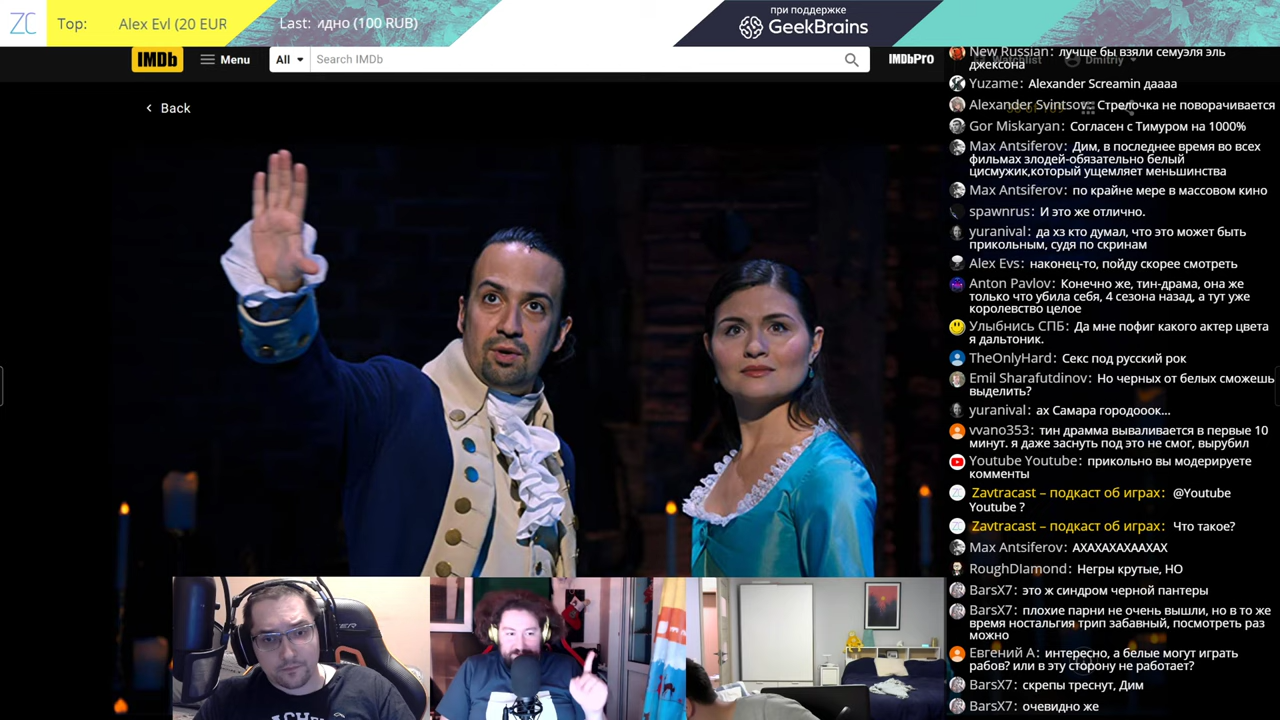 ZC
Top: Alex Evl (20 EUR
Last: идно (100 RUB)
при поддержке
GeekBrains
IMDb
Menu
All
Search IMDb
IMDbPro
Watchlist
Dmitriy
Back
New Russian: лучше бы взяли семуэля эль
джексона
Yuzame: Alexander Screamin даааа
Alexander Svintsov: Стрелочка не поворачивается
Gor Miskaryan: Согласен с Тимуром на 1000%
Max Antsiferov: Дим, в последнее время во всех
фильмах злодей-обязательно белый
цисмужик,который ущемляет меньшинства
Max Antsiferov: по крайне мере в массовом кино
spawnrus: И это же отлично.
yuranival: да хз кто думал, что это может быть
прикольным, судя по скринам
Alex Evs: наконец-то, пойду скорее смотреть
Anton Pavlov: Конечно же, тин-драма, она же
только что убила себя, 4 сезона назад, а тут уже
королевство целое
Улыбнись СПБ: Да мне пофиг какого актер цвета
я дальтоник.
TheOnlyHard: Секс под русский рок
Emil Sharafutdinov: Но черных от белых сможешь
выделить?
yuranival: ах Самара городооок...
vvano353: тин драмма вываливается в первые 10
минут. я даже заснуть под это не смог, вырубил
Youtube Youtube: прикольно вы модерируете
комменты
Zavtracast – подкаст об играх: @Youtube
Youtube ?
Zavtracast – подкаст об играх: Что такое?
Max Antsiferov: АХАХАХАХААХАХ
RoughDIamond: Негры крутые, НО
BarsX7: это ж синдром черной пантеры
BarsX7: плохие парни не очень вышли, но в то же
время ностальгия трип забавный, посмотреть раз
можно
Евгений А: интересно, а белые могут играть
рабов? или в эту сторону не работает?
BarsX7: скрепы треснут, Дим
BarsX7: очевидно же